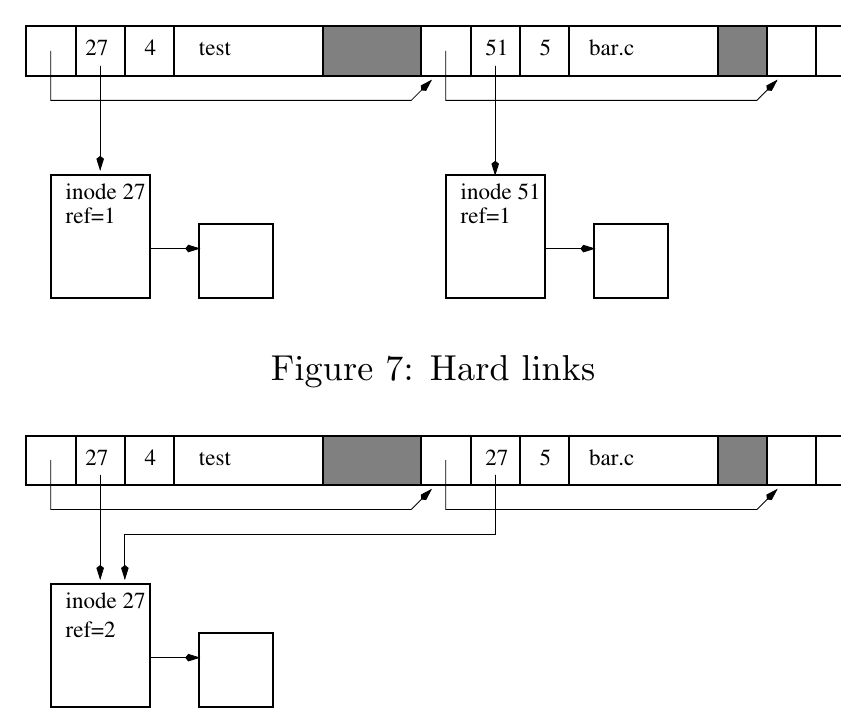 27 4 test 51 5 bar.c
inode 27 inode 51
ref=1 ref=1
Figure 7: Hard links
27 4 test 27 5 bar.c
inode 27
ref=2